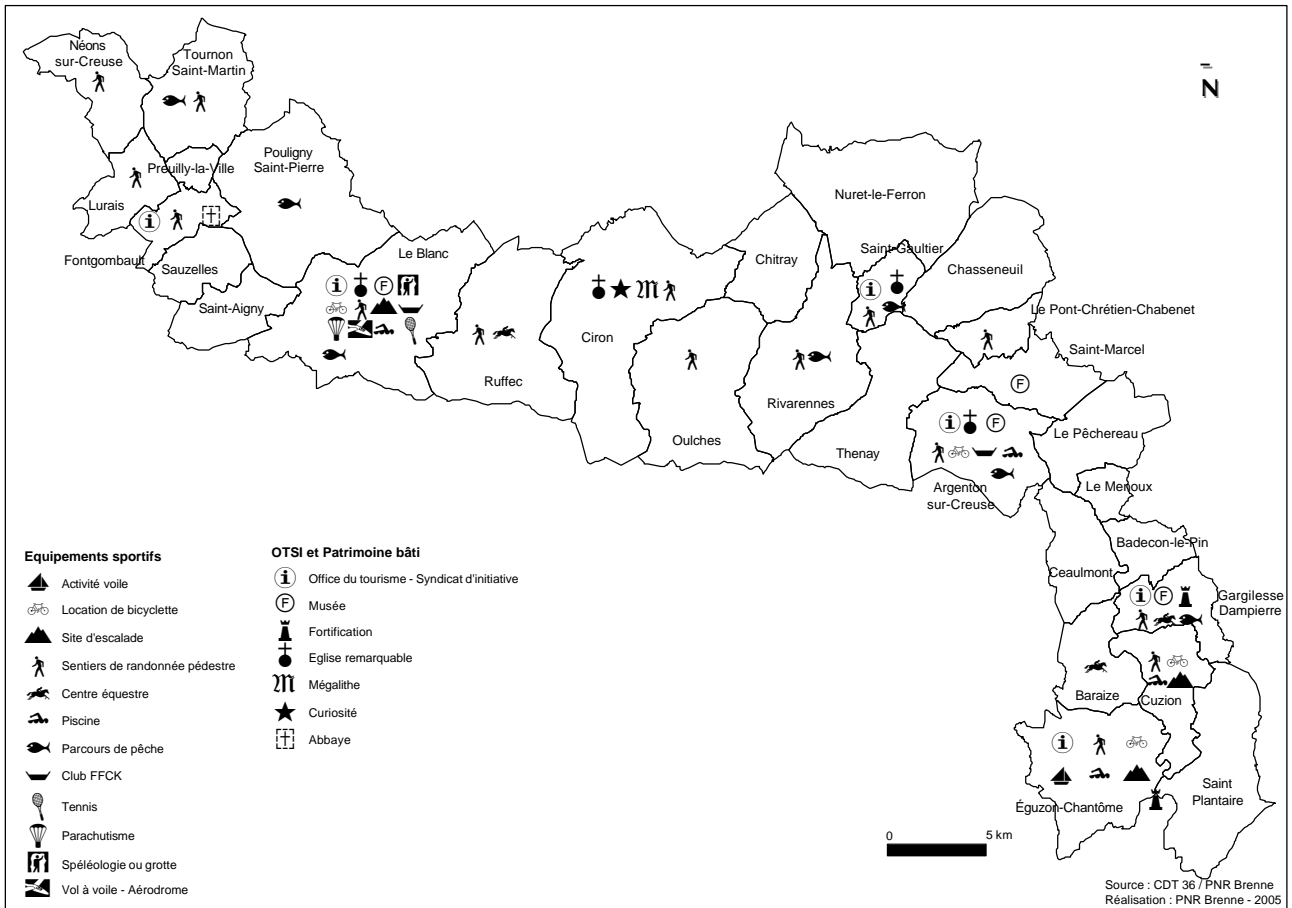 Néons
sur-Creuse
Tournon
Saint-Martin
N
Pouligny
Saint-Pierre
Preuilly-la-Ville
Lurais
Fontgombault
Sauzelles
Saint-Aigny
Le Blanc
Ruffec
Ciron
Chitray
Nuret-le-Ferron
Saint-Gaultier
Chasseneuil
Le Pont-Chrétien-Chabenet
Saint-Marcel
Oulches
Rivarennes
Thenay
Argenton
sur-Creuse
Le Pêchereau
Le Menoux
Badecon-le-Pin
Ceaulmont
Gargilesse
Dampierre
Baraize
Cuzion
Éguzon-Chantôme
Saint
Plantaire
Equipements sportifs
Activité voile
Location de bicyclette
Site d'escalade
Sentiers de randonnée pédestre
Centre équestre
Piscine
Parcours de pêche
Club FFCK
Tennis
Parachutisme
Spéléologie ou grotte
Vol à voile - Aérodrome
OTSI et Patrimoine bâti
Office du tourisme - Syndicat d'initiative
F Musée
Fortification
Eglise remarquable
Mégalithe
Curiosité
Abbaye
0 5 km
Source : CDT 36 / PNR Brenne
Réalisation : PNR Brenne - 2005